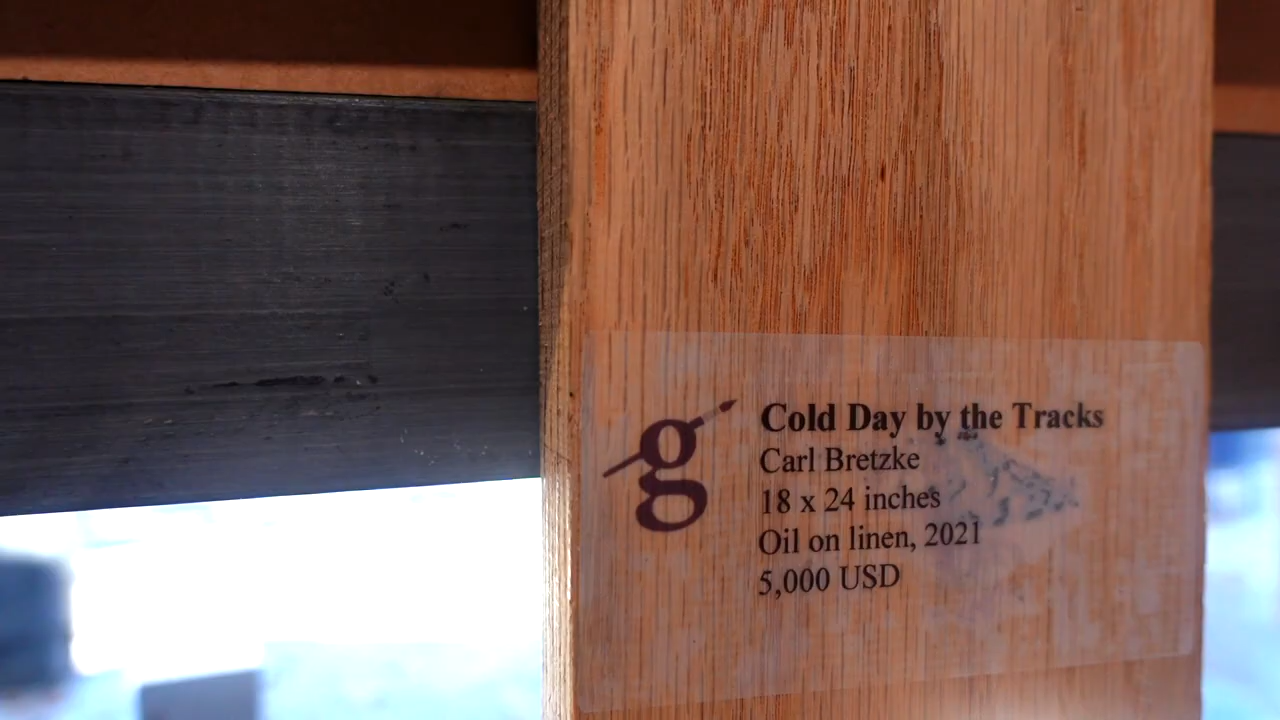 g
Cold Day by the Tracks
Carl Bretzke
18 x 24 inches
Oil on linen, 2021
5,000 USD